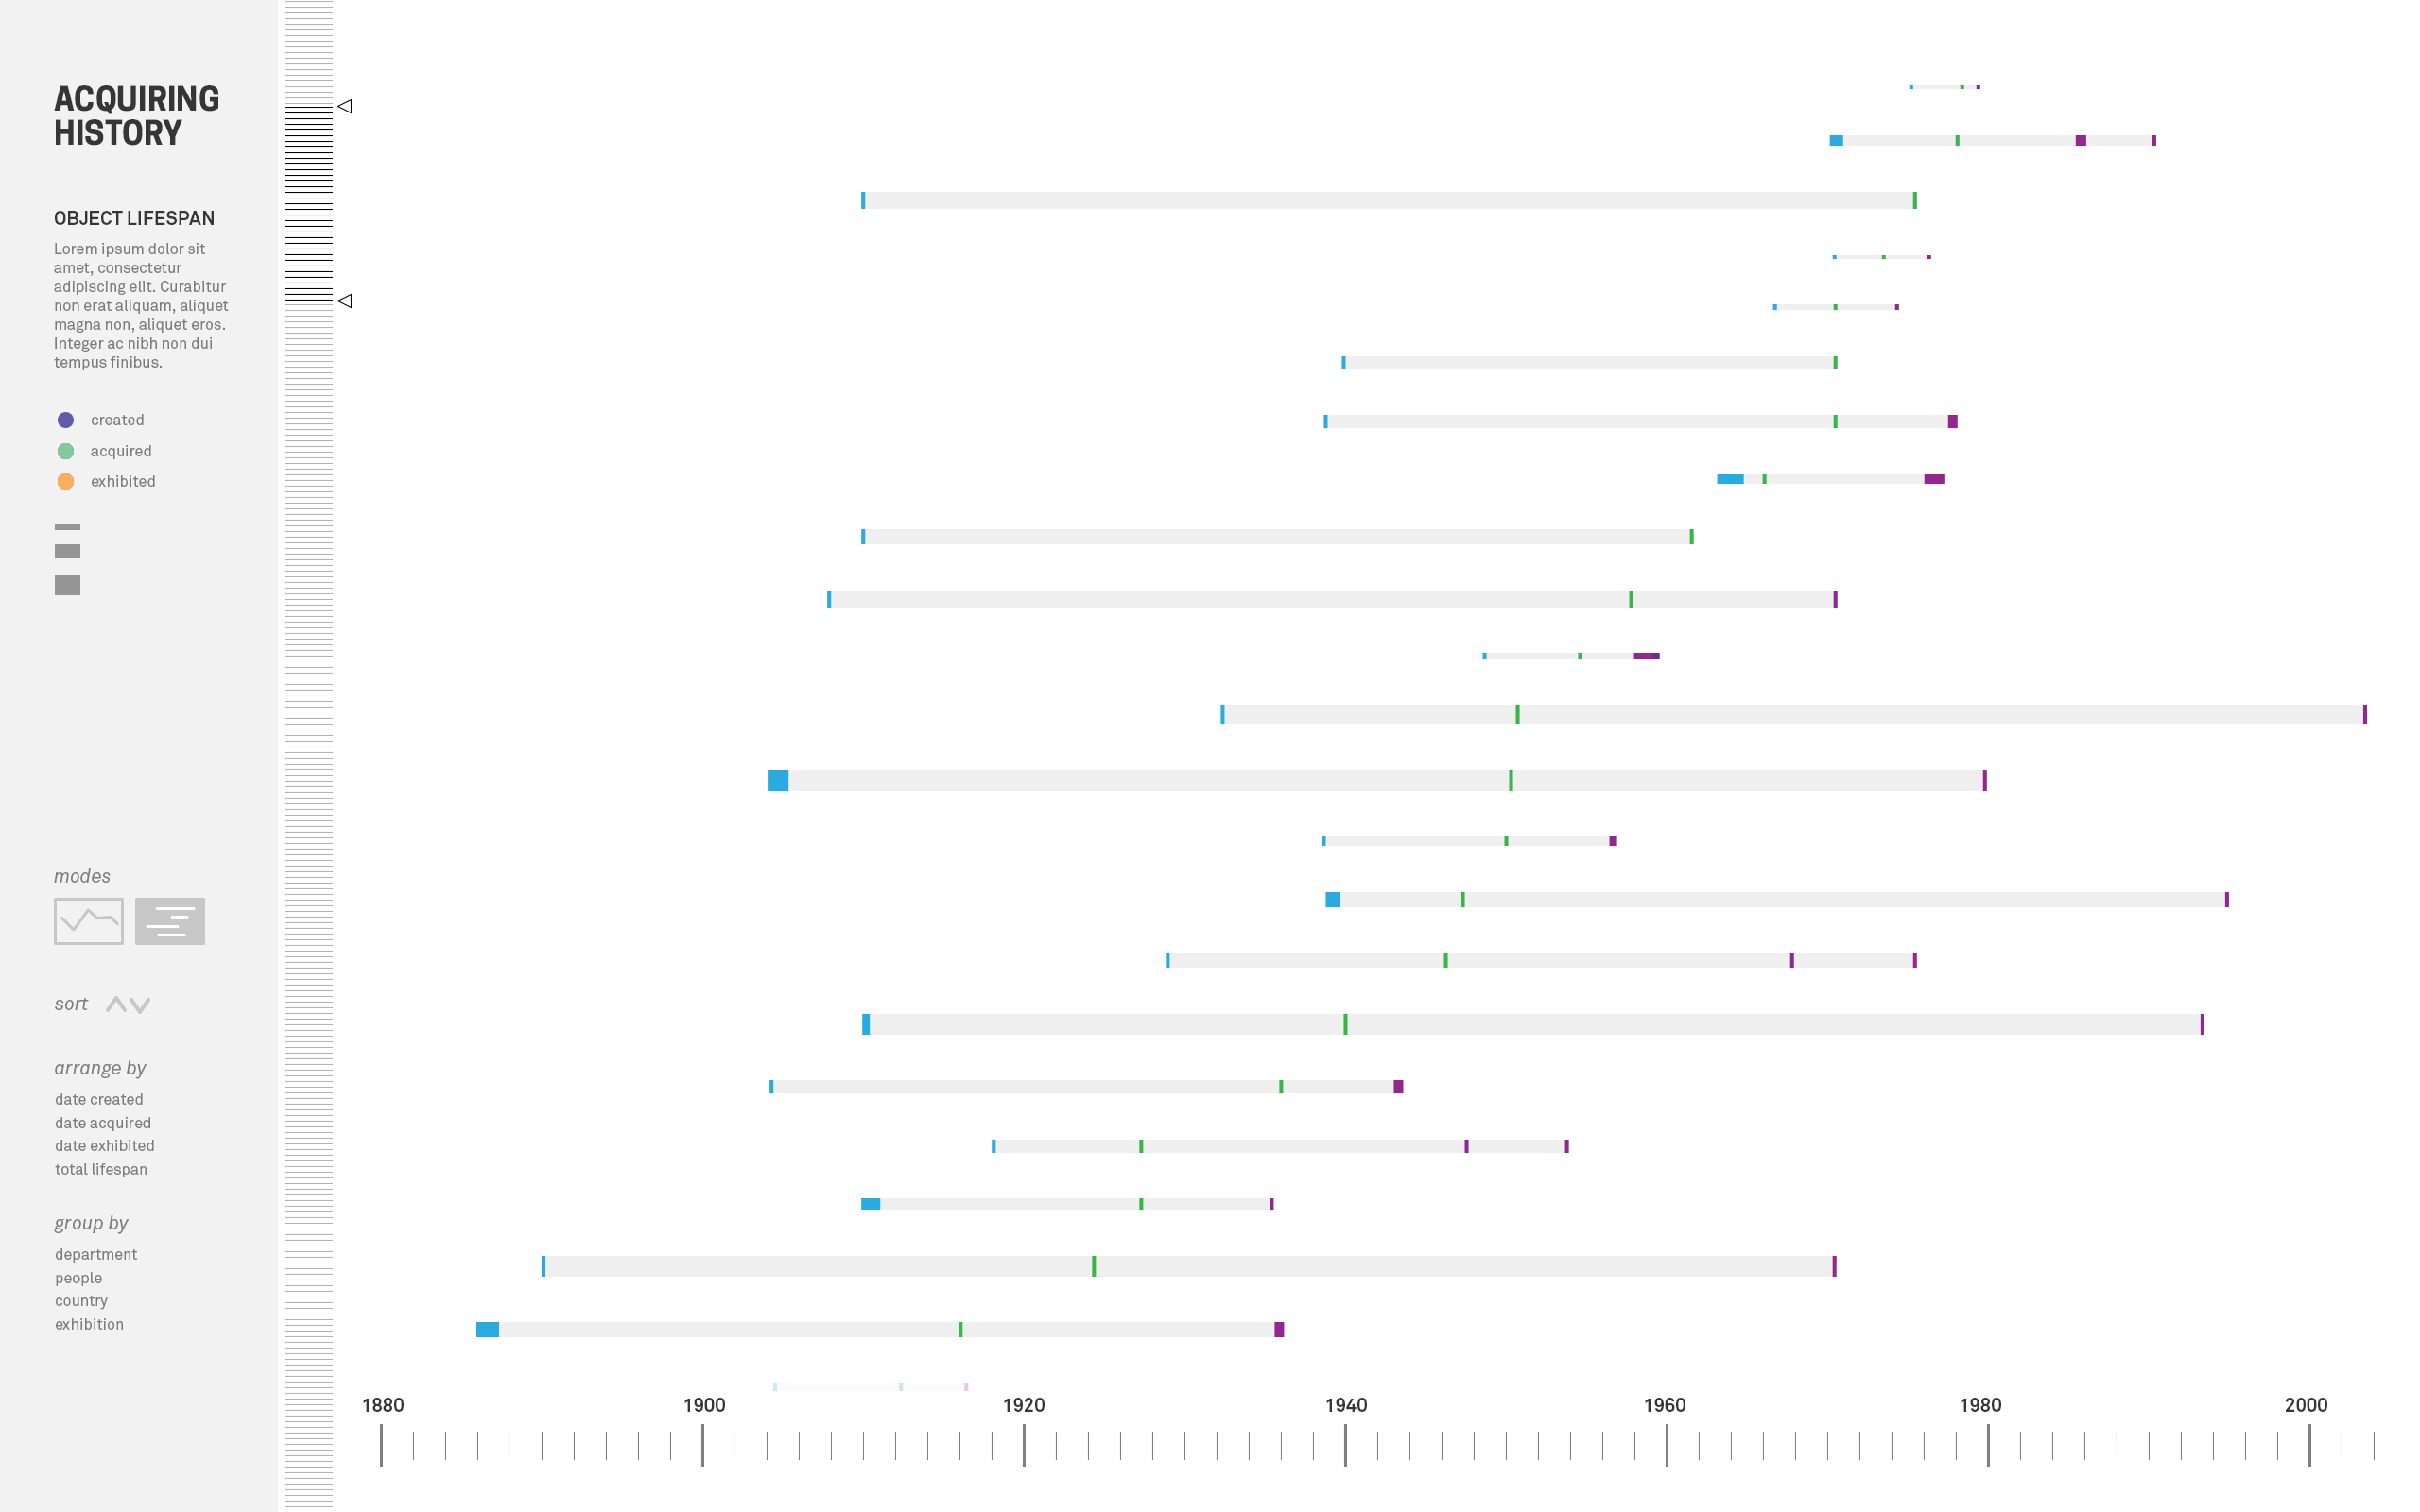 ACQUIRING
HISTORY
OBJECT LIFESPAN
Lorem ipsum dolor sit
amet, consectetur
adipiscing elit. Curabitur
non erat aliquam, aliquet
magna non, aliquet eros.
Integer ac nibh non dui
tempus finibus.
created
acquired
exhibited
modes
sort
arrange by
date created
date acquired
date exhibited
total lifespan
group by
department
people
country
exhibition
1880 1900 1920 1940 1960 1980 2000